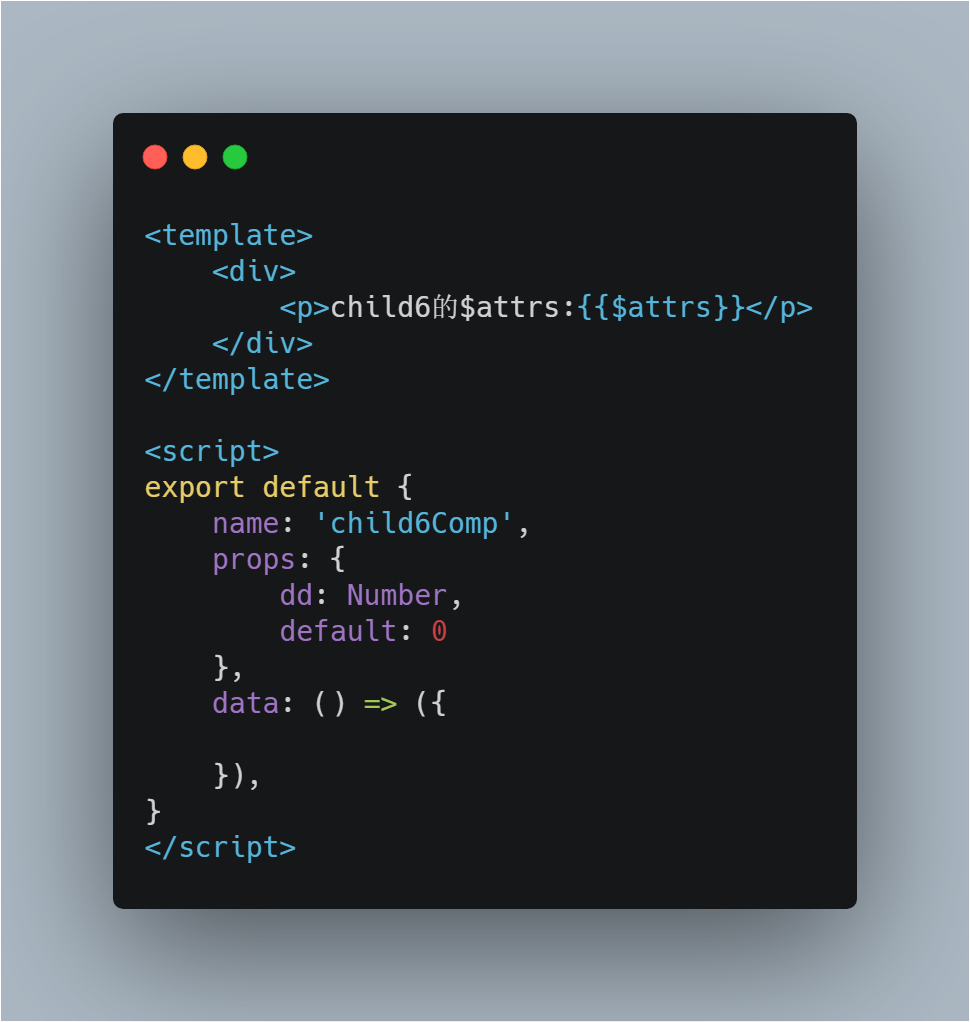 <template>
    <div>
        <p>child6的$attrs:{{$attrs}}</p>
    </div>
</template>

<script>
export default {
    name: 'child6Comp',
    props: {
        dd: Number,
        default: 0
    },
    data: () => ({

    }),
}
</script>